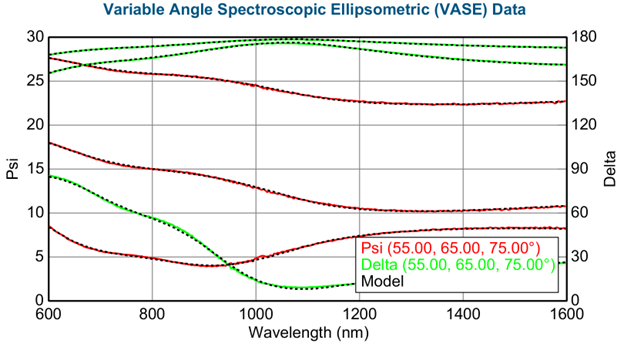 Variable Angle Spectroscopic Ellipsometric (VASE) Data
30
25
20
15
10
5
0
Psi
180
150
120
90
60
30
0
Delta
Psi (55.00, 65.00, 75.00°)
Delta (55.00, 65.00, 75.00°)
Model
600 800 1000 1200 1400 1600
Wavelength (nm)